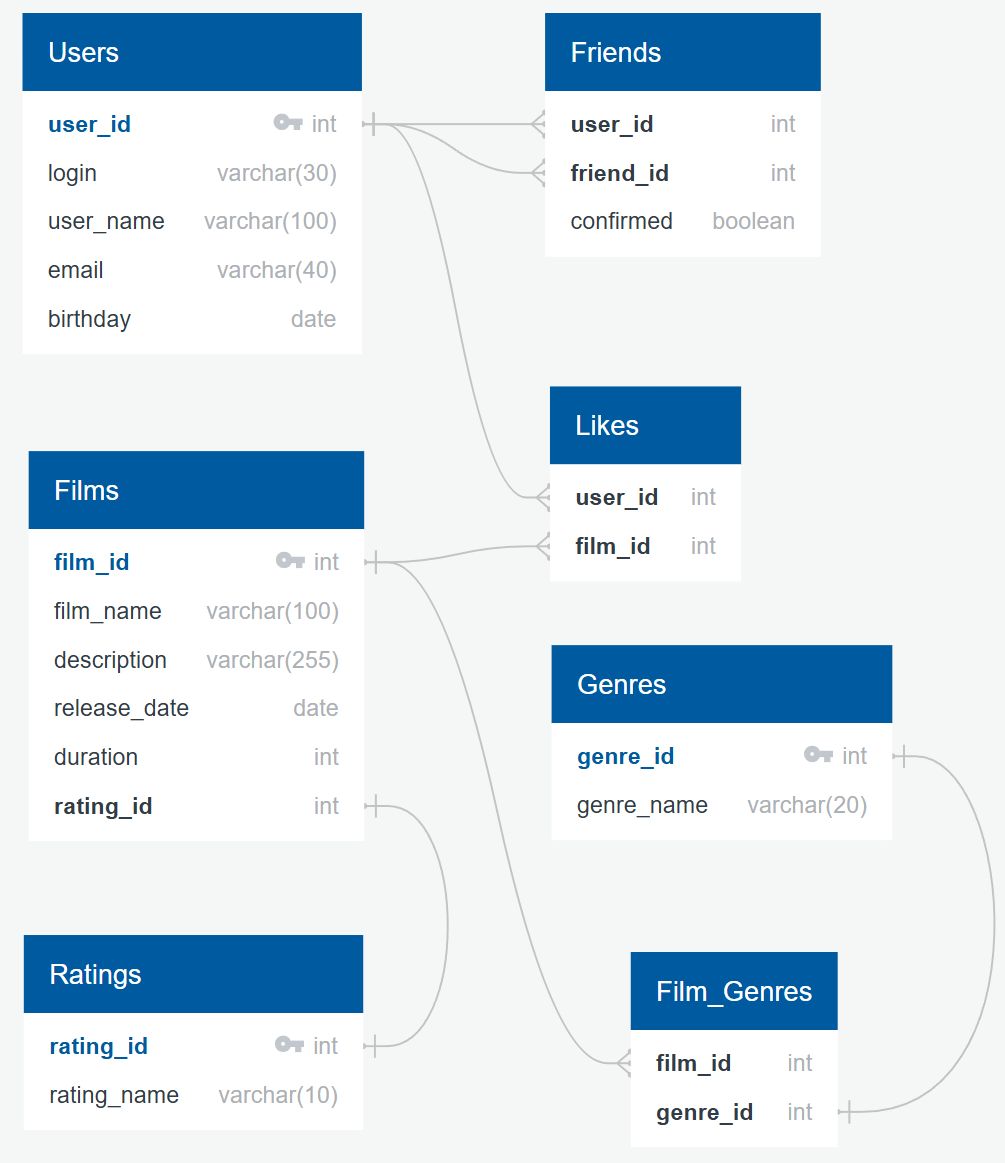 Users
user_id int
login varchar(30)
user_name varchar(100)
email varchar(40)
birthday date
Friends
user_id int
friend_id int
confirmed boolean
Likes
user_id int
film_id int
Films
film_id int
film_name varchar(100)
description varchar(255)
release_date date
duration int
rating_id int
Genres
genre_id int
genre_name varchar(20)
Ratings
rating_id int
rating_name varchar(10)
Film_Genres
film_id int
genre_id int